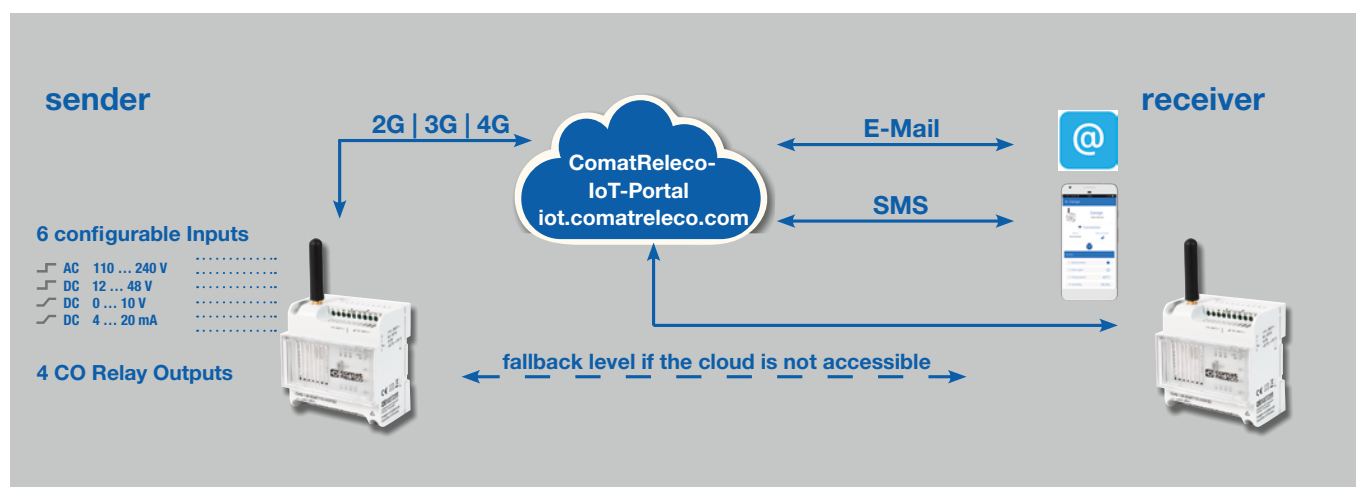 sender
receiver
2G | 3G | 4G
E-Mail
@
ComatReleco-
IoT-Portal
iot.comatreleco.com
SMS
6 configurable Inputs
AC 110 ... 240 V
DC 12 ... 48 V
DC 0 ... 10 V
DC 4 ... 20 mA
fallback level if the cloud is not accessible
4 CO Relay Outputs